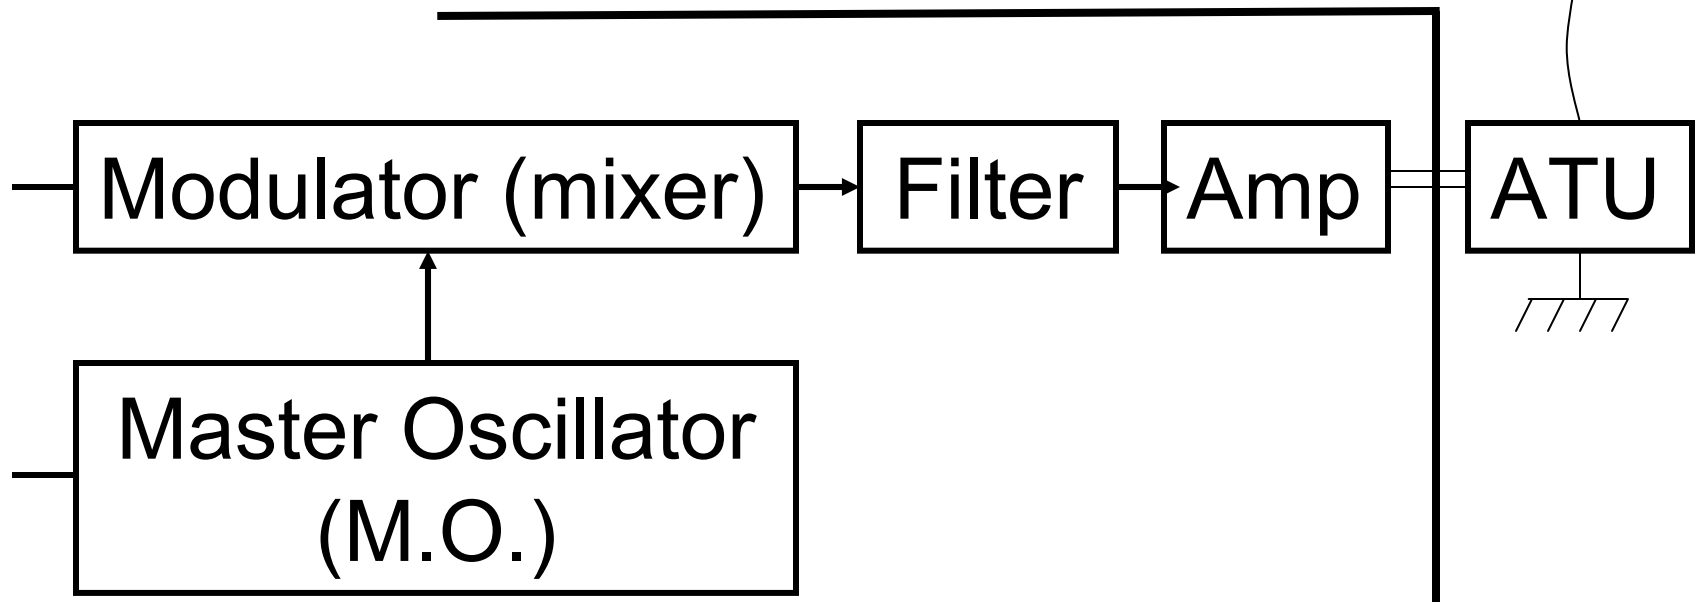 Modulator (mixer)
Filter
Amp
ATU
Master Oscillator
(M.O.)